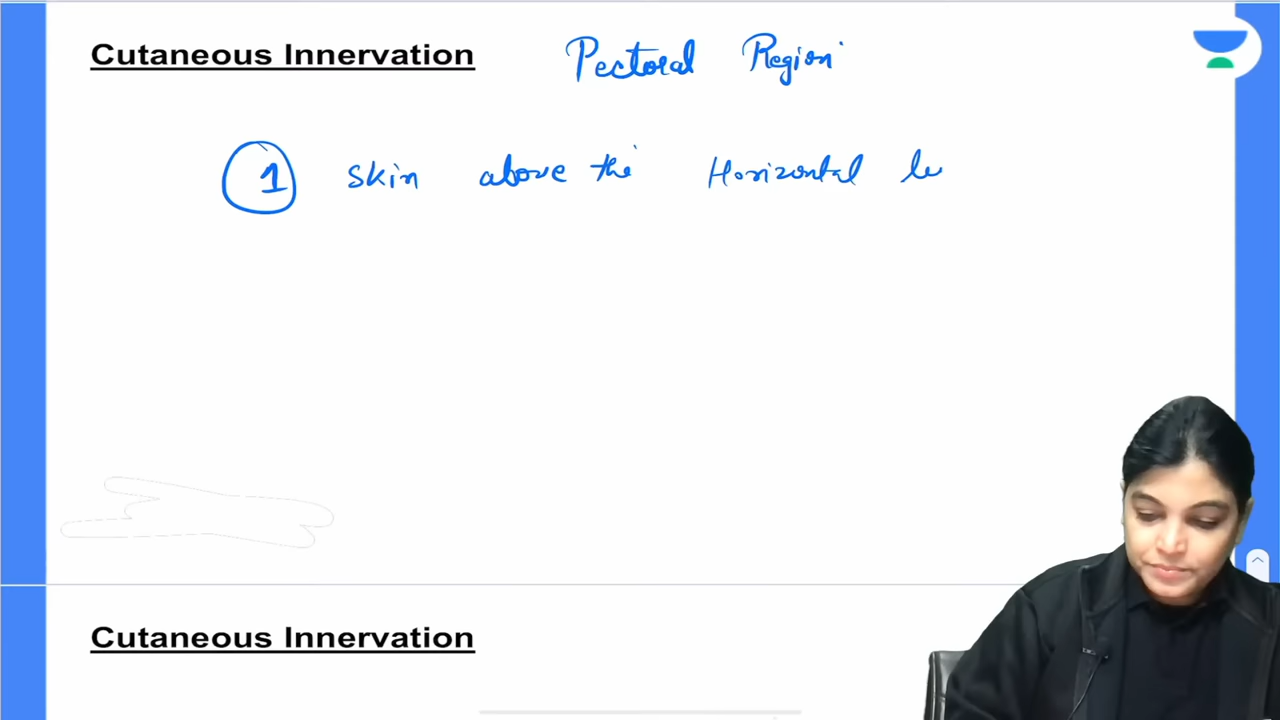 Cutaneous Innervation Pectoral Region
1 Skin above the Horizontal
Cutaneous Innervation